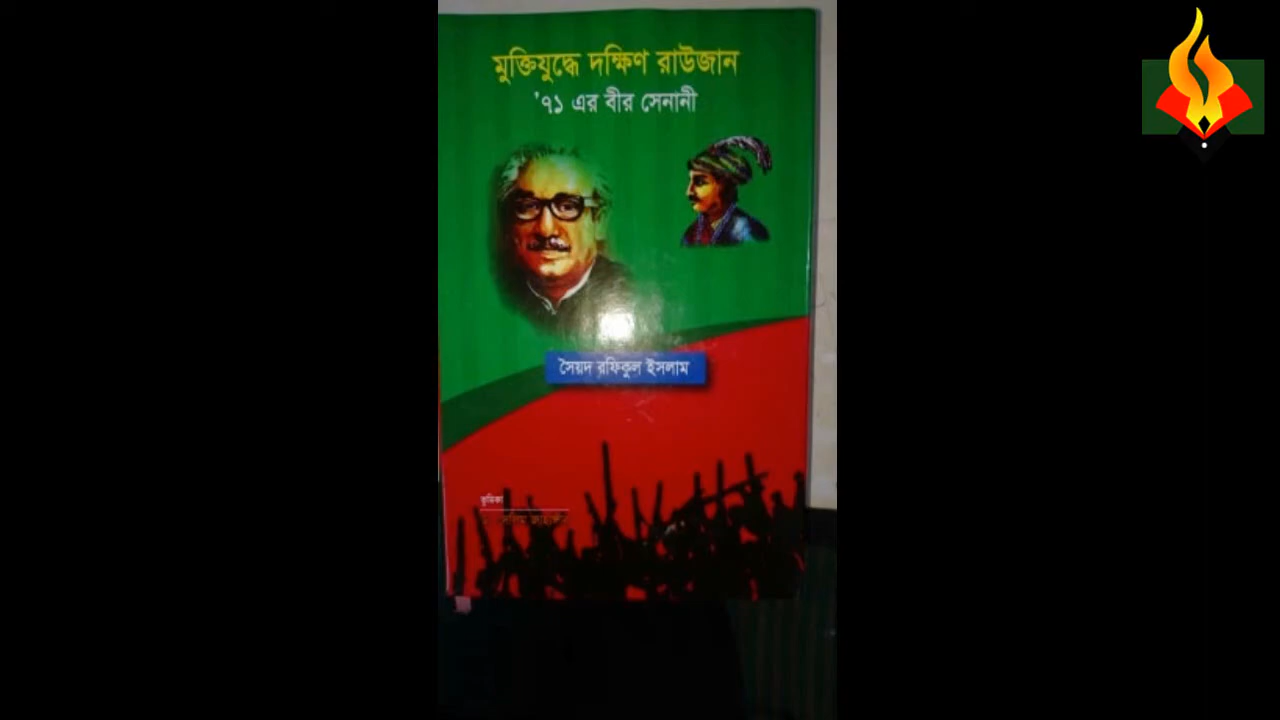 মুক্তিযুদ্ধে দক্ষিণ রাউজান
'৭১ এর বীর সেনানী
সৈয়দ রফিকুল ইসলাম
ভূমিকা